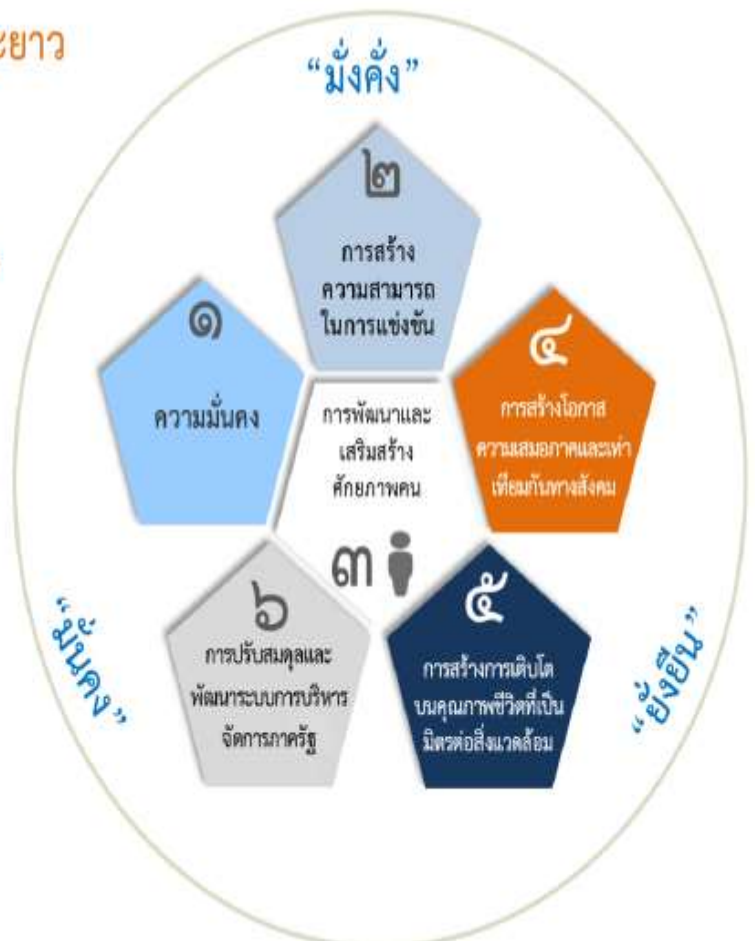 ะยาว
“มั่งคั่ง”
๒
การสร้าง
ความสามารถ
ในการแข่งขัน
๑
ความมั่นคง
๔
การสร้างโอกาส
ความเสมอภาคและเท่า
เทียมกันทางสังคม
การพัฒนาและ
เสริมสร้าง
ศักยภาพคน
๓
๖
การปรับสมดุลและ
พัฒนาระบบการบริหาร
จัดการภาครัฐ
๕
การสร้างการเติบโต
บนคุณภาพชีวิตที่เป็น
มิตรต่อสิ่งแวดล้อม
“มั่นคง”
“ยั่งยืน”